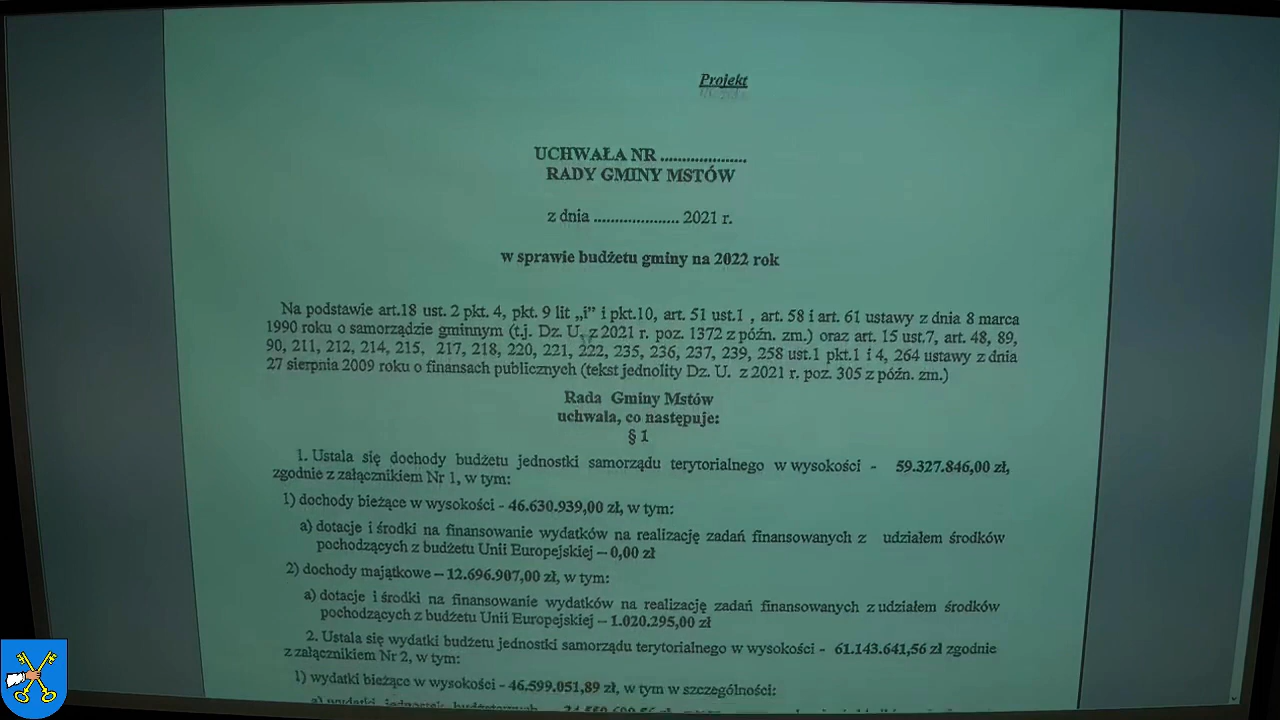 Projekt
UCHWAŁA NR ....................
RADY GMINY MSTÓW
z dnia .................... 2021 r.
w sprawie budżetu gminy na 2022 rok
Na podstawie art.18 ust. 2 pkt. 4, pkt. 9 lit „i” i pkt.10, art. 51 ust.1 , art. 58 i art. 61 ustawy z dnia 8 marca
1990 roku o samorządzie gminnym (t.j. Dz. U. z 2021 r. poz. 1372 z późn. zm.) oraz art. 15 ust.7, art. 48, 89,
90, 211, 212, 214, 215, 217, 218, 220, 221, 222, 235, 236, 237, 239, 258 ust.1 pkt.1 i 4, 264 ustawy z dnia
27 sierpnia 2009 roku o finansach publicznych (tekst jednolity Dz. U. z 2021 r. poz. 305 z późn. zm.)
Rada Gminy Mstów
uchwala, co następuje:
§ 1
1. Ustala się dochody budżetu jednostki samorządu terytorialnego w wysokości - 59.327.846,00 zł,
zgodnie z załącznikiem Nr 1, w tym:
1) dochody bieżące w wysokości - 46.630.939,00 zł, w tym:
a) dotacje i środki na finansowanie wydatków na realizację zadań finansowanych z udziałem środków
pochodzących z budżetu Unii Europejskiej – 0,00 zł
2) dochody majątkowe – 12.696.907,00 zł, w tym:
a) dotacje i środki na finansowanie wydatków na realizację zadań finansowanych z udziałem środków
pochodzących z budżetu Unii Europejskiej – 1.020.295,00 zł
2. Ustala się wydatki budżetu jednostki samorządu terytorialnego w wysokości - 61.143.641,56 zł zgodnie
z załącznikiem Nr 2, w tym:
1) wydatki bieżące w wysokości - 46.599.051,89 zł, w tym w szczególności: